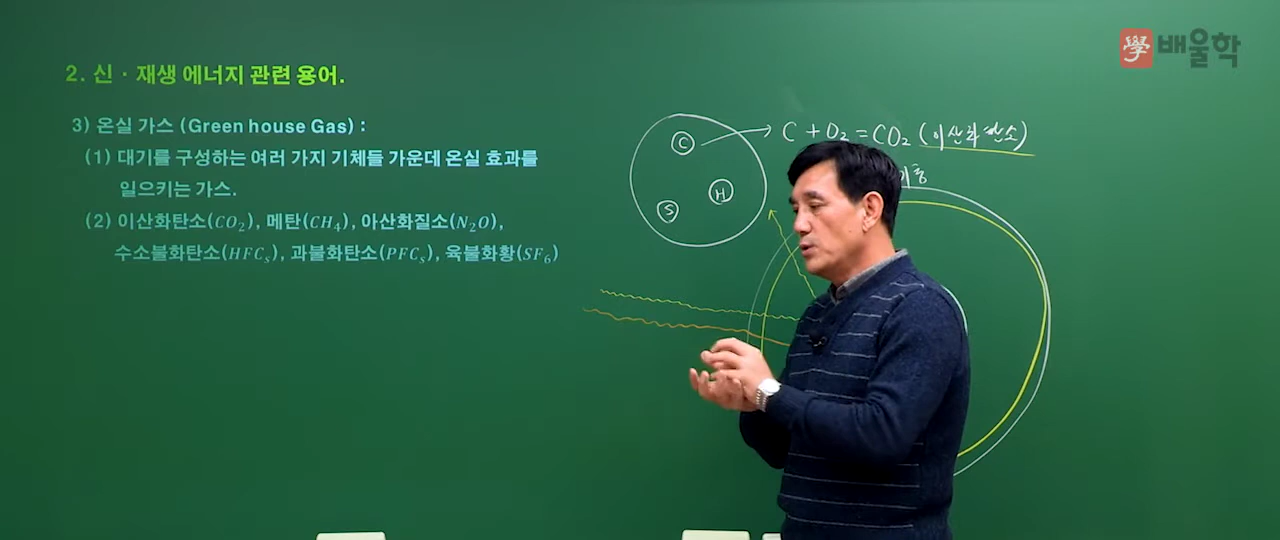 學 배울학
2. 신 · 재생 에너지 관련 용어.
3) 온실 가스 (Green house Gas) :
(1) 대기를 구성하는 여러 가지 기체들 가운데 온실 효과를
일으키는 가스.
(2) 이산화탄소(CO₂), 메탄(CH₄), 아산화질소(N₂O),
수소불화탄소(HFCₛ), 과불화탄소(PFCₛ), 육불화황(SF₆)
C + O₂ = CO₂ (이산화탄소)
C
H
S